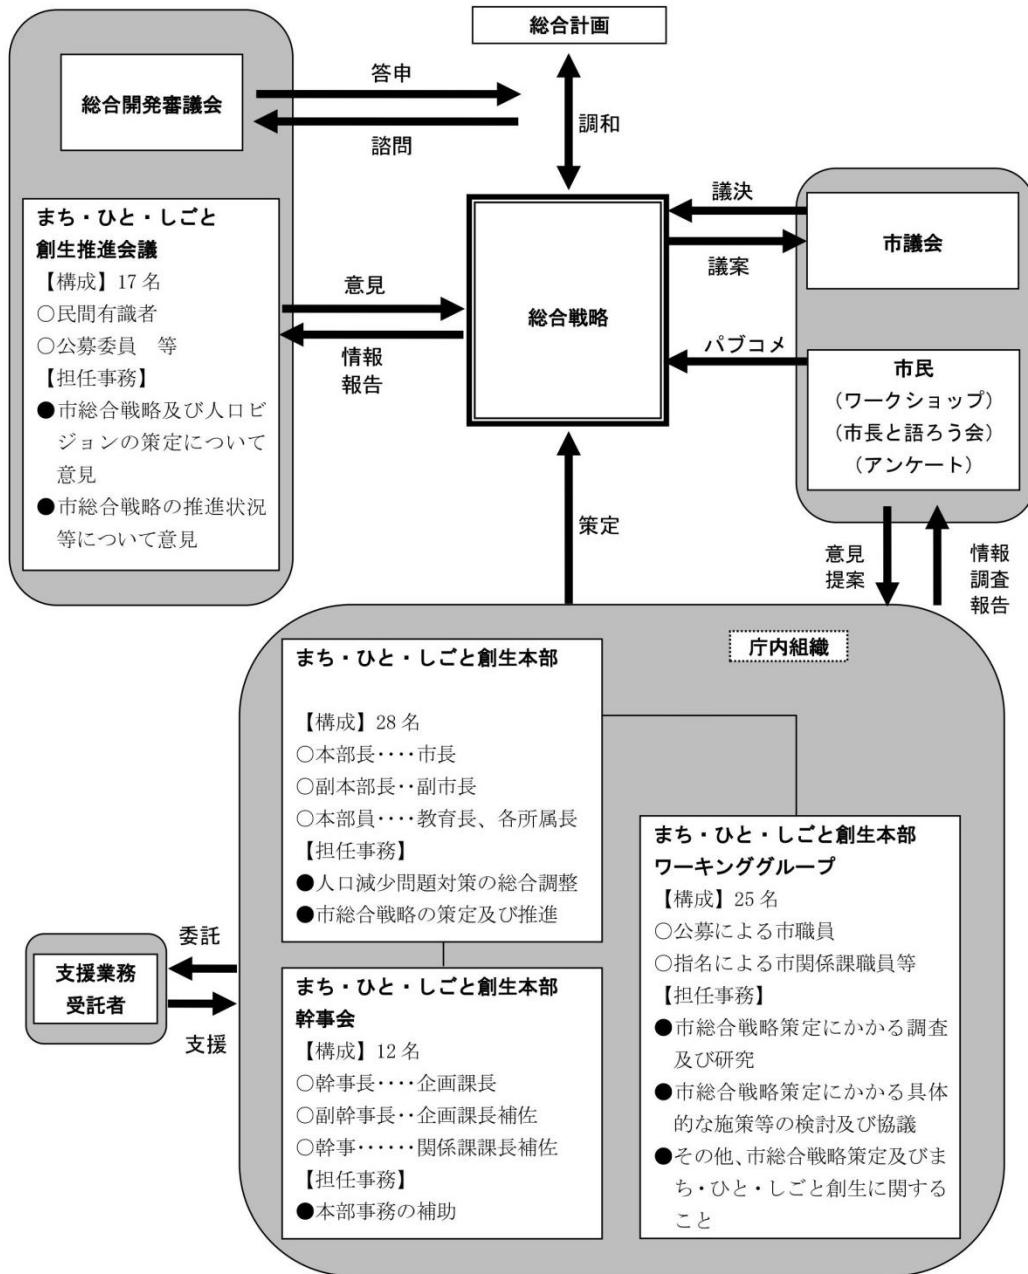 総合計画
総合開発審議会
答申
諮問
調和
まち・ひと・しごと
創生推進会議
【構成】17名
○民間有識者
○公募委員　等
【担任事務】
●市総合戦略及び人口ビ
ジョンの策定について
意見
●市総合戦略の推進状況
等について意見
意見
情報
報告
総合戦略
議決
議案
市議会
パブコメ
市民
（ワークショップ）
（市長と語ろう会）
（アンケート）
策定
意見
提案
情報
調査
報告
庁内組織
まち・ひと・しごと創生本部
【構成】28名
○本部長････市長
○副本部長･･副市長
○本部員････教育長、各所属長
【担任事務】
●人口減少問題対策の総合調整
●市総合戦略の策定及び推進
まち・ひと・しごと創生本部
ワーキンググループ
【構成】25名
○公募による市職員
○指名による市関係課職員等
【担任事務】
●市総合戦略策定にかかる調査
及び研究
●市総合戦略策定にかかる具体
的な施策等の検討及び協議
●その他、市総合戦略策定及びま
ち・ひと・しごと創生に関する
こと
委託
支援業務
受託者
支援
まち・ひと・しごと創生本部
幹事会
【構成】12名
○幹事長････企画課長
○副幹事長･･企画課長補佐
○幹事･･････関係課課長補佐
【担任事務】
●本部事務の補助